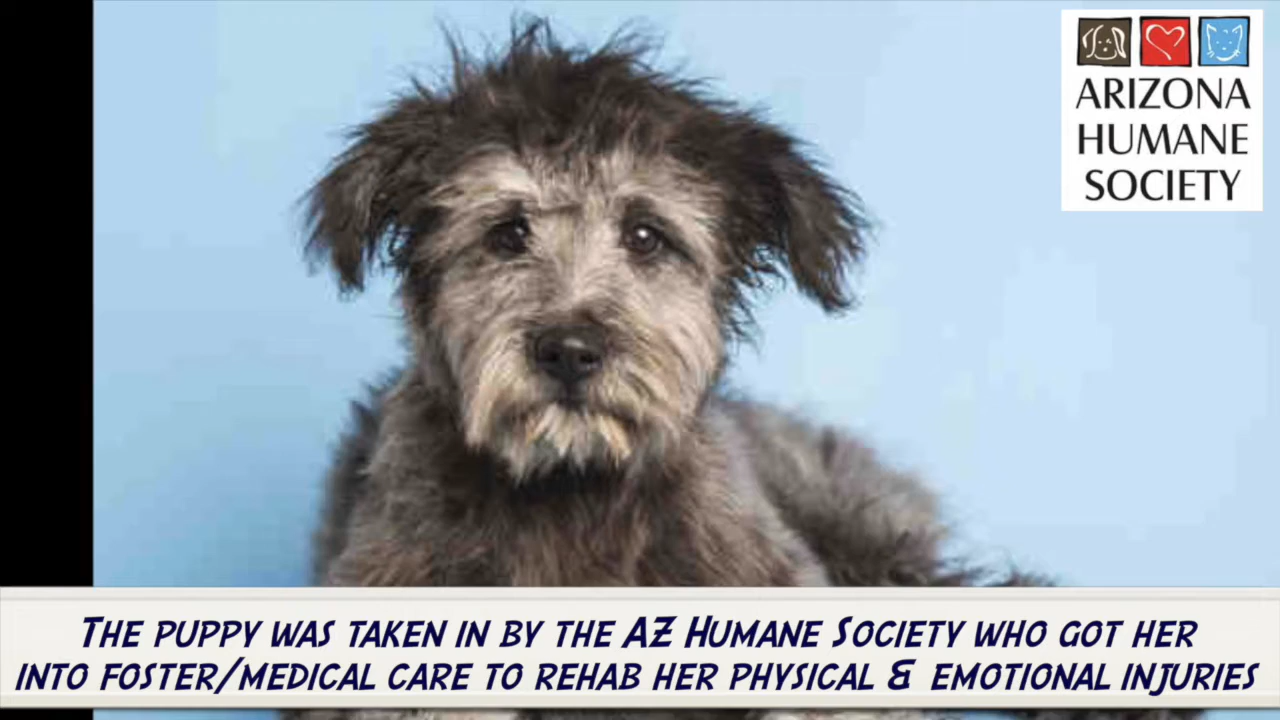 ARIZONA
HUMANE
SOCIETY
THE PUPPY WAS TAKEN IN BY THE AZ HUMANE SOCIETY WHO GOT HER
INTO FOSTER/MEDICAL CARE TO REHAB HER PHYSICAL & EMOTIONAL INJURIES